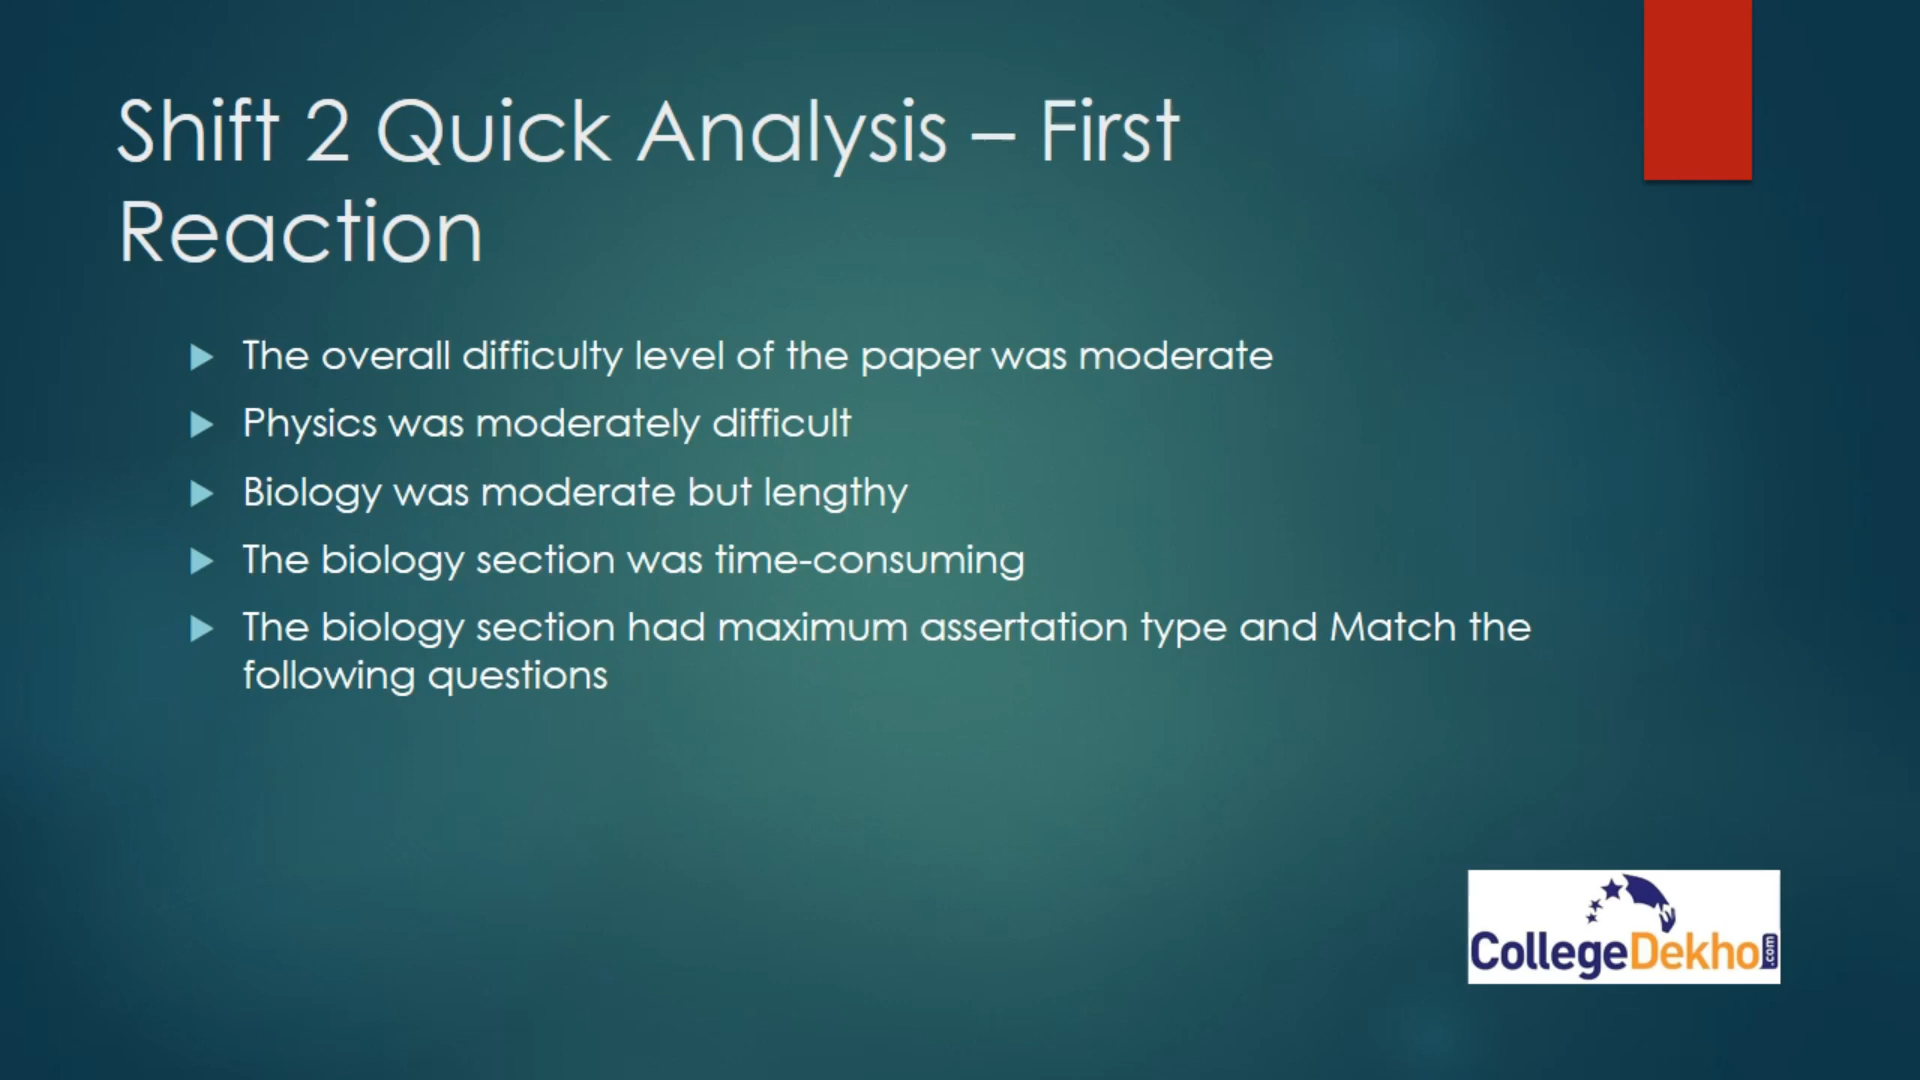 Shift 2 Quick Analysis – First
Reaction
The overall difficulty level of the paper was moderate
Physics was moderately difficult
Biology was moderate but lengthy
The biology section was time-consuming
The biology section had maximum assertation type and Match the
following questions
CollegeDekho.com